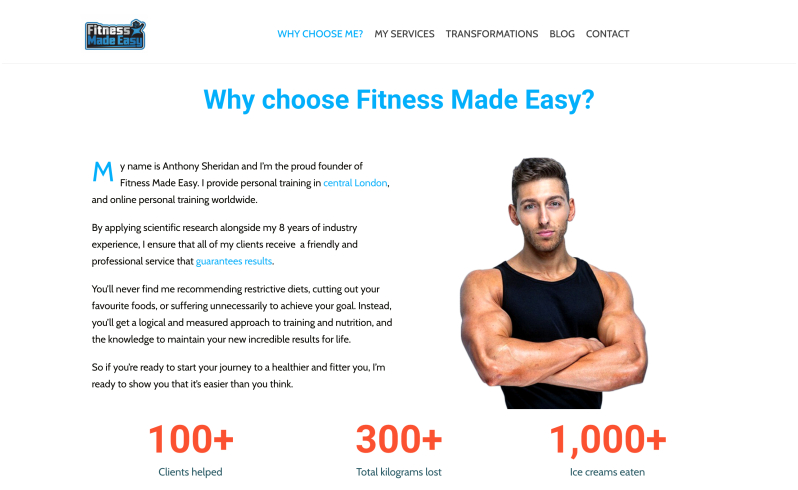 Fitness
Made Easy
WHY CHOOSE ME? MY SERVICES TRANSFORMATIONS BLOG CONTACT
Why choose Fitness Made Easy?
My name is Anthony Sheridan and I'm the proud founder of
Fitness Made Easy. I provide personal training in central London,
and online personal training worldwide.
By applying scientific research alongside my 8 years of industry
experience, I ensure that all of my clients receive a friendly and
professional service that guarantees results.
You'll never find me recommending restrictive diets, cutting out your
favourite foods, or suffering unnecessarily to achieve your goal. Instead,
you'll get a logical and measured approach to training and nutrition, and
the knowledge to maintain your new incredible results for life.
So if you're ready to start your journey to a healthier and fitter you, I'm
ready to show you that it's easier than you think.
100+ 300+ 1,000+
Clients helped Total kilograms lost Ice creams eaten